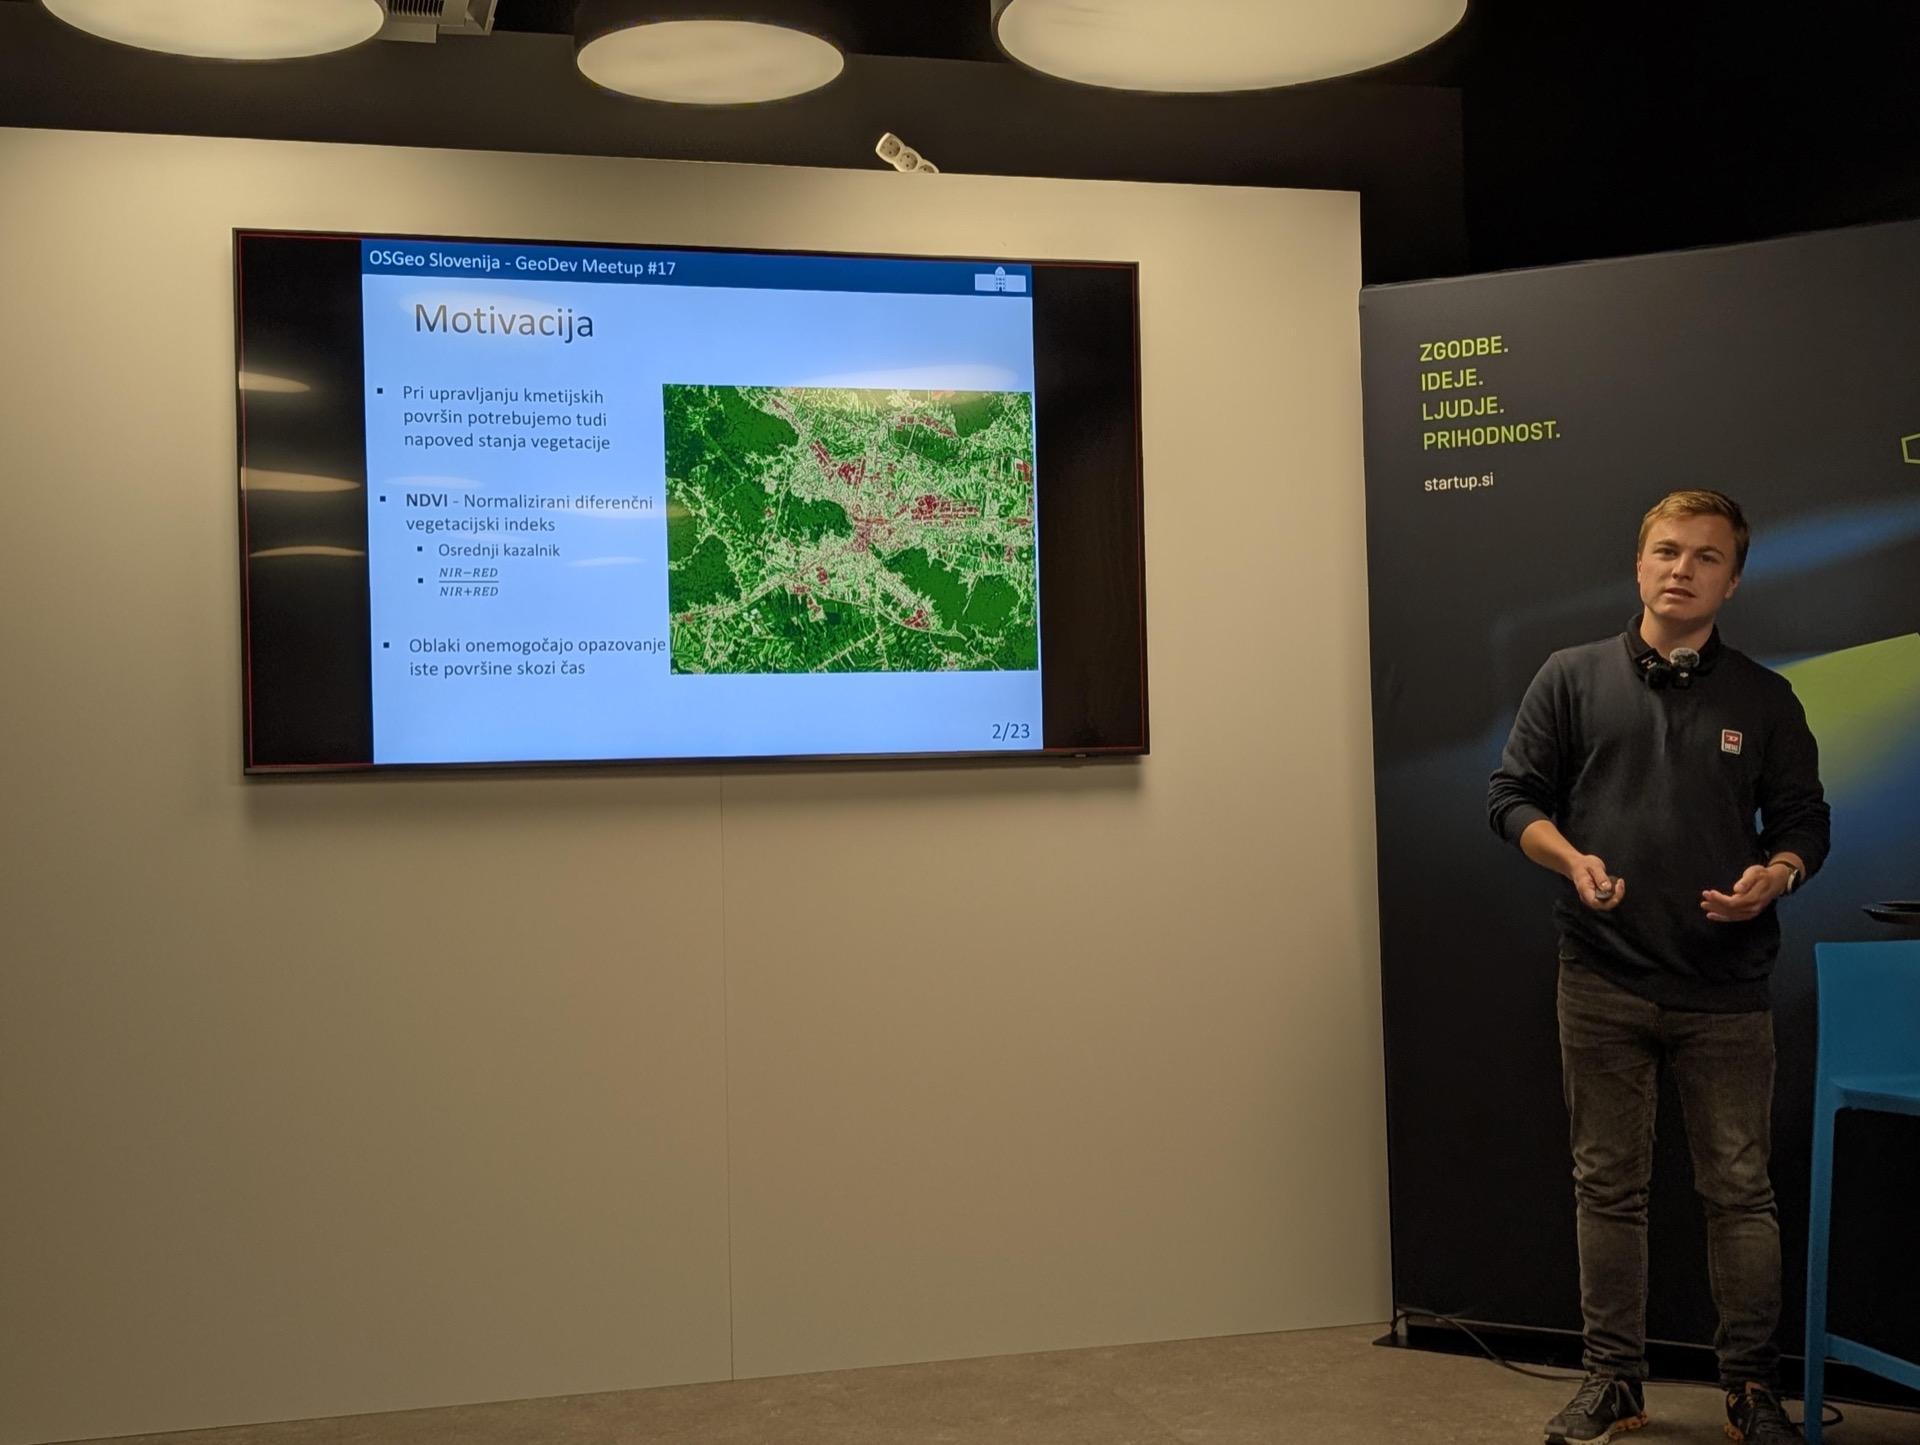 OSGeo Slovenija - GeoDev Meetup #17
Motivacija
Pri upravljanju kmetijskih
površin potrebujemo tudi
napoved stanja vegetacije
NDVI - Normalizirani diferenčni
vegetacijski indeks
Osrednji kazalnik
NIR−RED
NIR+RED
Oblaki onemogočajo opazovanje
iste površine skozi čas
2/23
ZGODBE.
IDEJE.
LJUDJE.
PRIHODNOST.
startup.si